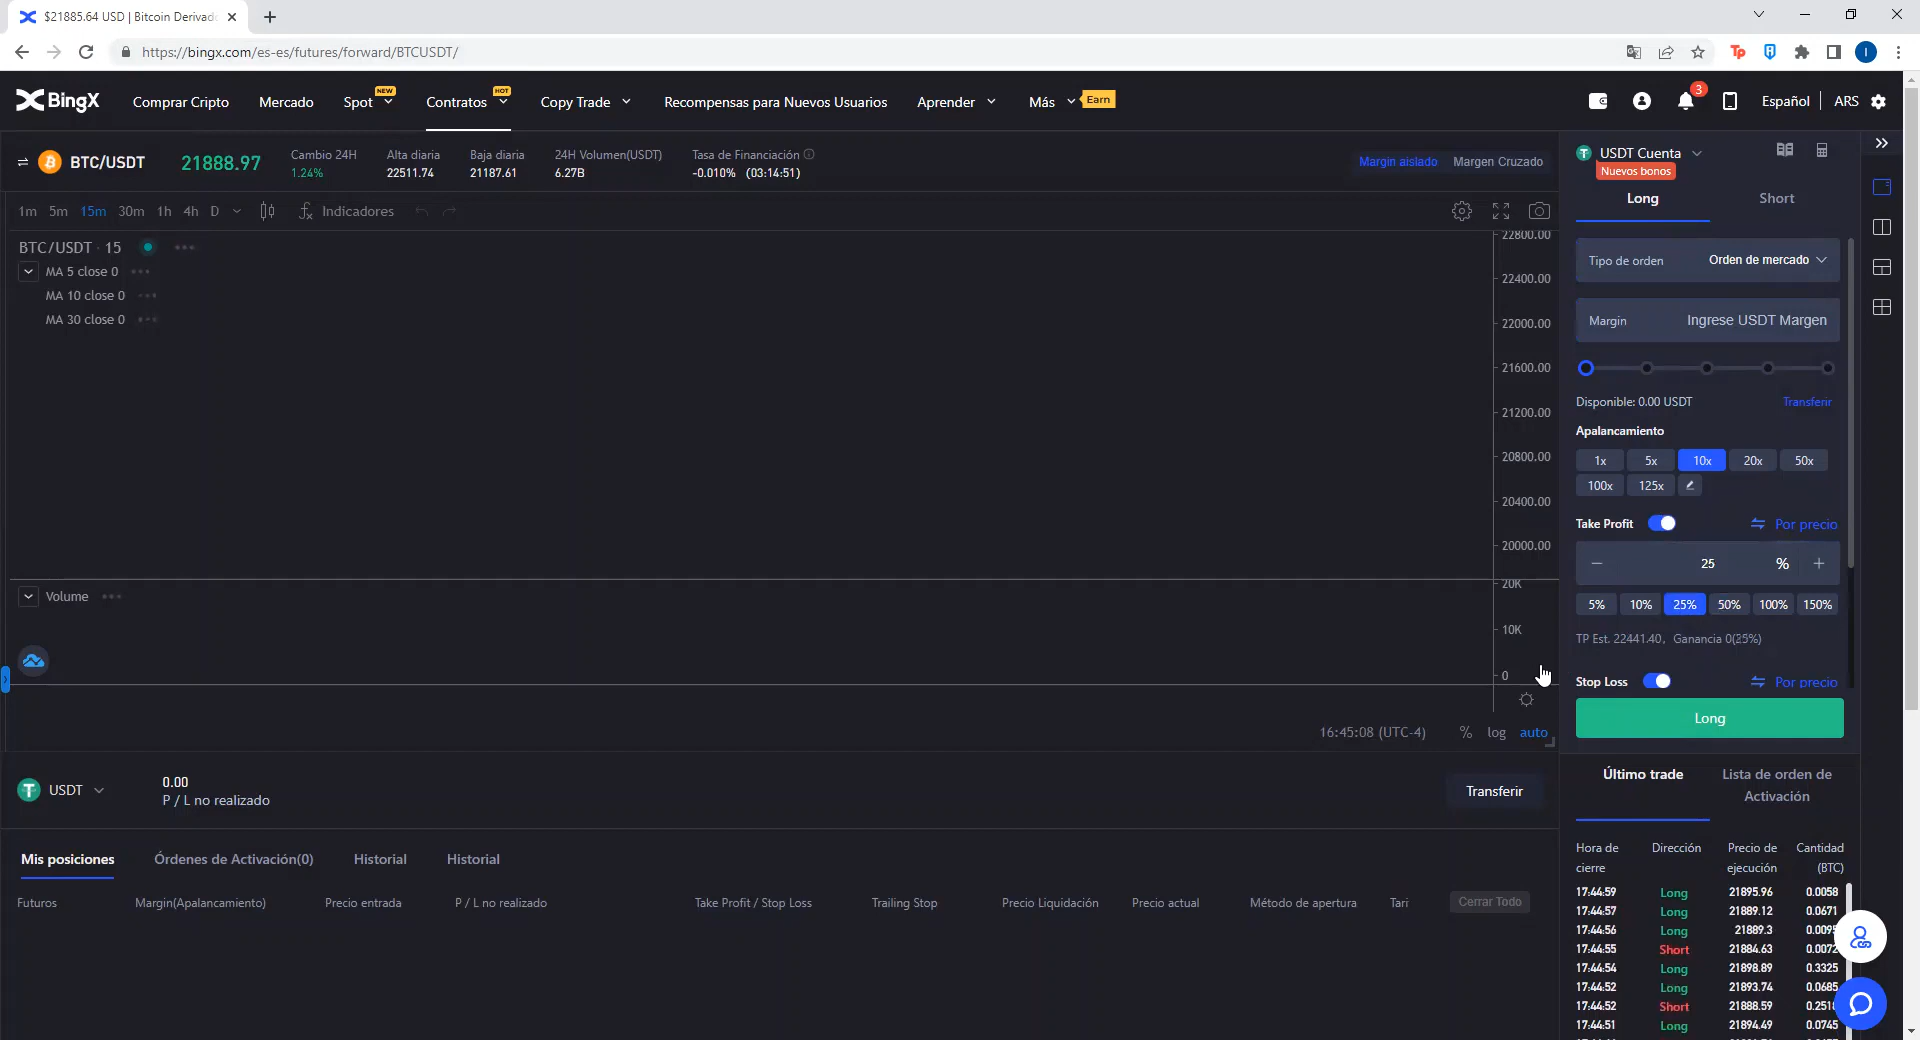 $21885.64 USD | Bitcoin Derivad
https://bingx.com/es-es/futures/forward/BTCUSDT/
Tp
I
BingX
Comprar Cripto
Mercado
Spot
NEW
Contratos
HOT
Copy Trade
Recompensas para Nuevos Usuarios
Aprender
Más
Earn
3
Español
ARS
BTC/USDT
21888.97
Cambio 24H
1.24%
Alta diaria
22511.74
Baja diaria
21187.61
24H Volumen(USDT)
6.27B
Tasa de Financiación
-0.010% (03:14:51)
Margin aislado
Margen Cruzado
1m 5m 15m 30m 1h 4h D
Indicadores
BTC/USDT · 15
MA 5 close 0
MA 10 close 0
MA 30 close 0
22800.00
22400.00
22000.00
21600.00
21200.00
20800.00
20400.00
20000.00
Volume
20K
10K
0
16:45:08 (UTC-4)
%
log
auto
USDT Cuenta
Nuevos bonos
Long
Short
Tipo de orden
Orden de mercado
Margin
Ingrese USDT Margen
Disponible: 0.00 USDT
Transferir
Apalancamiento
1x 5x 10x 20x 50x
100x 125x
Take Profit
Por precio
25 %
5% 10% 25% 50% 100% 150%
TP Est. 22441.40, Ganancia 0(25%)
Stop Loss
Por precio
Long
USDT
0.00
P / L no realizado
Transferir
Mis posiciones
Órdenes de Activación(0)
Historial
Historial
Futuros
Margin(Apalancamiento)
Precio entrada
P / L no realizado
Take Profit / Stop Loss
Trailing Stop
Precio Liquidación
Precio actual
Método de apertura
Tari
Cerrar Todo
Último trade
Lista de orden de
Activación
Hora de
cierre
Dirección
Precio de
ejecución
Cantidad
(BTC)
17:44:59 Long 21895.96 0.0058
17:44:57 Long 21889.12 0.0671
17:44:56 Long 21889.3 0.0095
17:44:55 Short 21884.63 0.0072
17:44:54 Long 21898.89 0.3325
17:44:52 Long 21893.74 0.0685
17:44:52 Short 21888.59 0.2518
17:44:51 Long 21894.49 0.0745